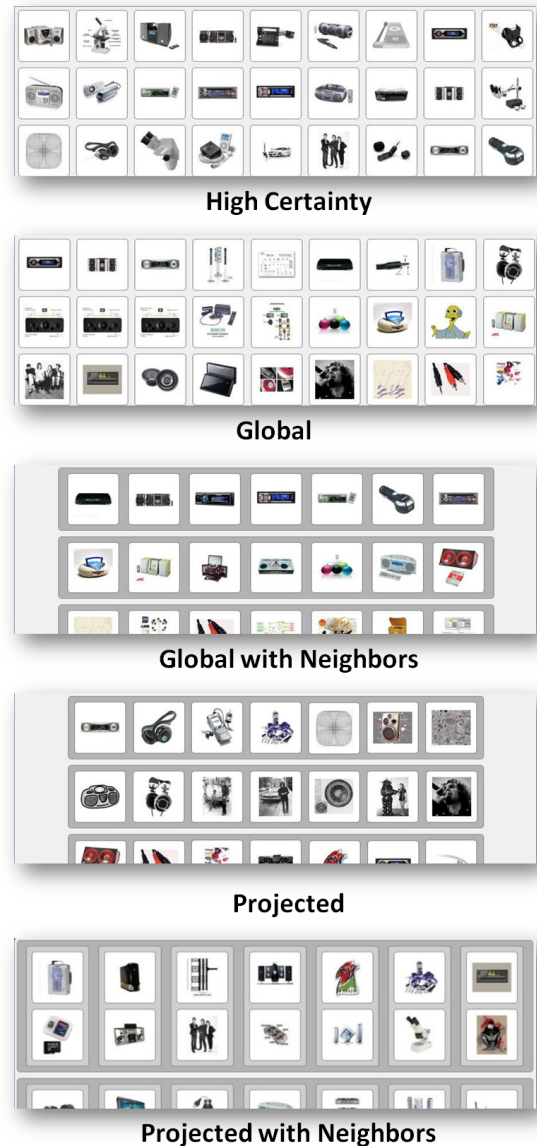 High Certainty
Global
Global with Neighbors
Projected
Projected with Neighbors